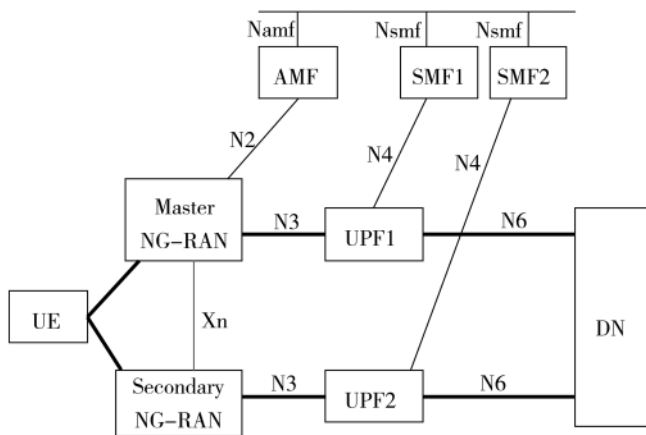 Namf
Nsmf
Nsmf
AMF
SMF1
SMF2
N2
N4
N4
Master
NG-RAN
N3
UPF1
N6
UE
Xn
DN
Secondary
NG-RAN
N3
UPF2
N6